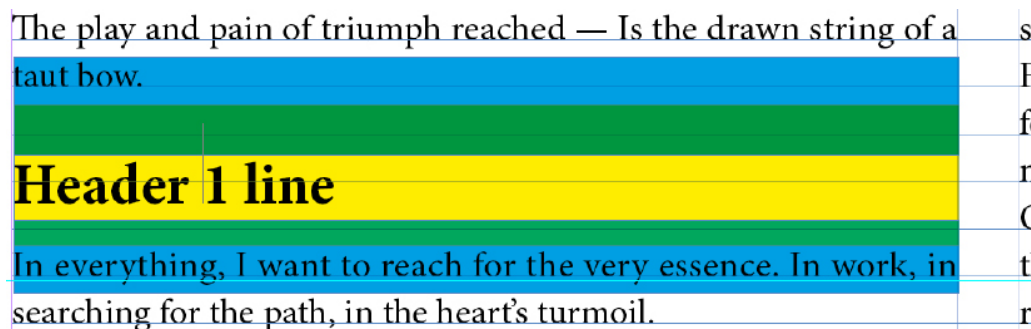 The play and pain of triumph reached — Is the drawn string of a
taut bow.
Header 1 line
In everything, I want to reach for the very essence. In work, in
searching for the path, in the heart’s turmoil.